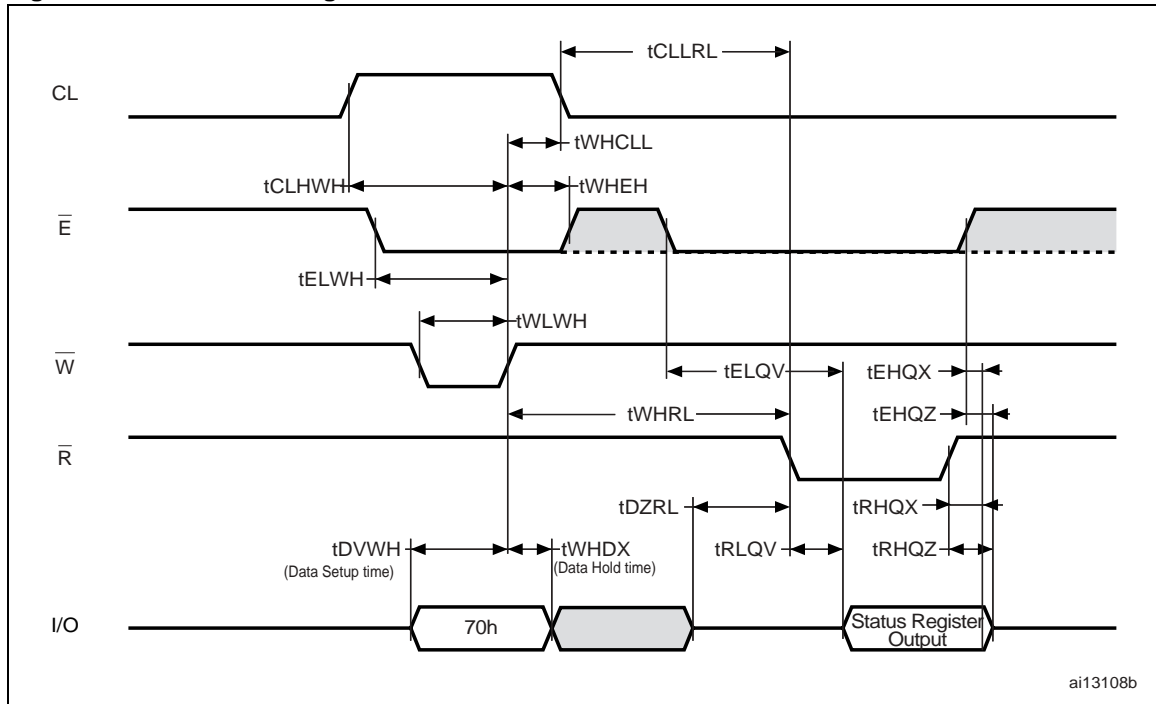 tCLLRL
CL
tWHCLL
tCLHWH
tWHEH
E
tELWH
tWLWH
W
tELQV
tEHQX
tWHRL
tEHQZ
R
tDZRL
tRHQX
tDVWH
(Data Setup time)
tWHDX
(Data Hold time)
tRLQV
tRHQZ
I/O
70h
Status Register
Output
ai13108b